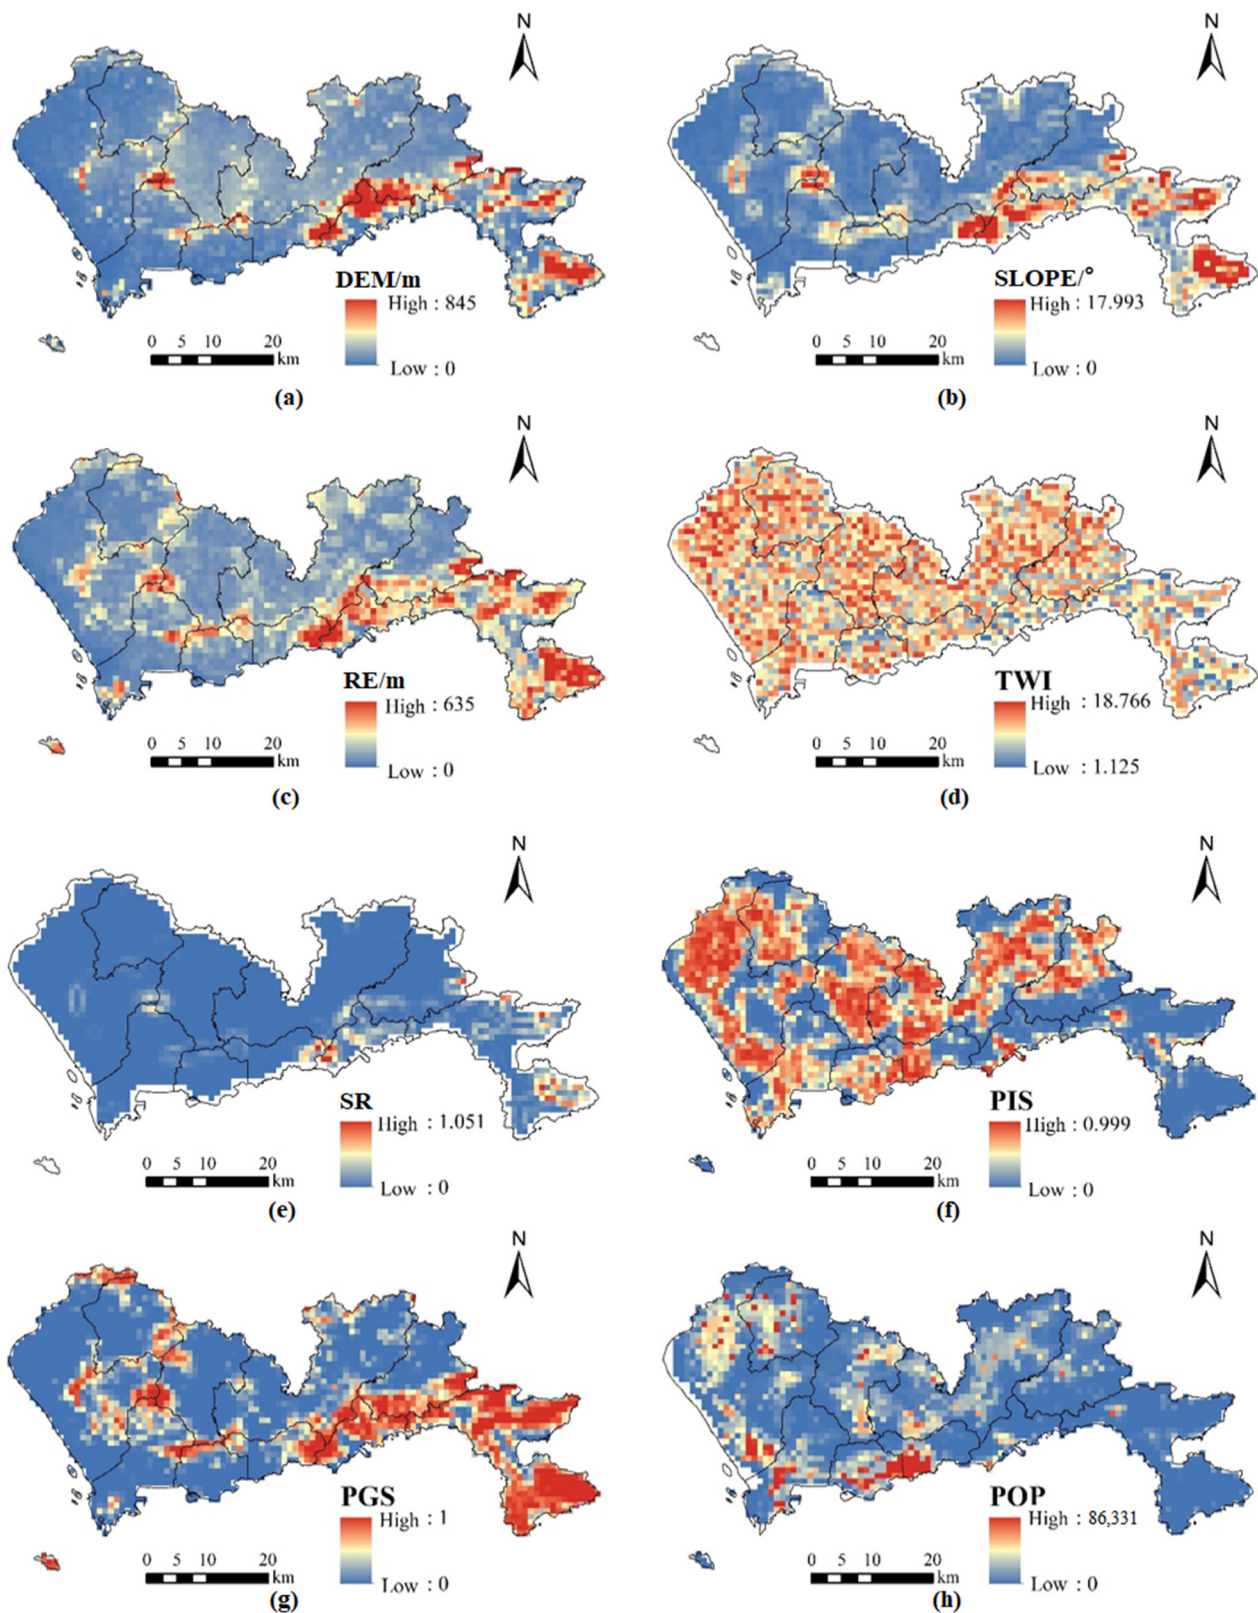 N
N
DEM/m
High : 845
Low : 0
0 5 10 20
km
(a)
SLOPE/°
High : 17.993
Low : 0
0 5 10 20
km
(b)
N
N
RE/m
High : 635
Low : 0
0 5 10 20
km
(c)
TWI
High : 18.766
Low : 1.125
0 5 10 20
km
(d)
N
N
SR
High : 1.051
Low : 0
0 5 10 20
km
(e)
PIS
High : 0.999
Low : 0
0 5 10 20
km
(f)
N
N
PGS
High : 1
Low : 0
0 5 10 20
km
(g)
POP
High : 86,331
Low : 0
0 5 10 20
km
(h)